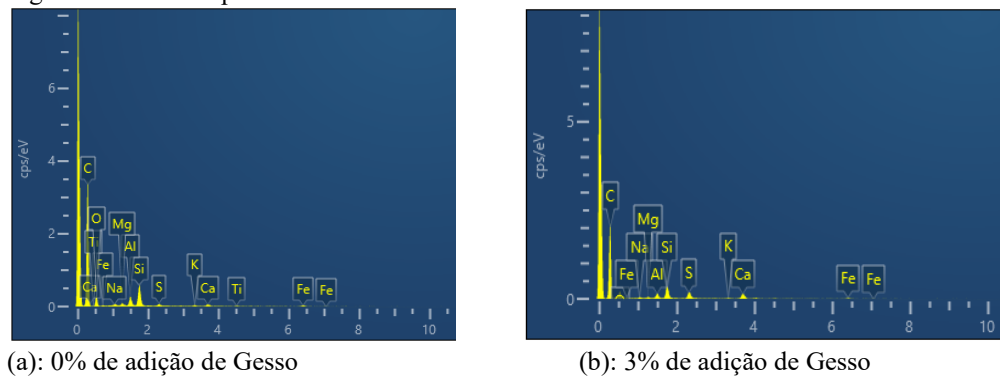 cps/eV
6
4
2
0
C
O
Mg
Ti
Al
Fe
Si
Ca
Na
S
K
Ca
Ti
Fe
Fe
0
2
4
6
8
10
cps/eV
5
0
C
Mg
Na
Si
Fe
Al
S
K
Ca
Fe
Fe
0
2
4
6
8
10
(a): 0% de adição de Gesso
(b): 3% de adição de Gesso